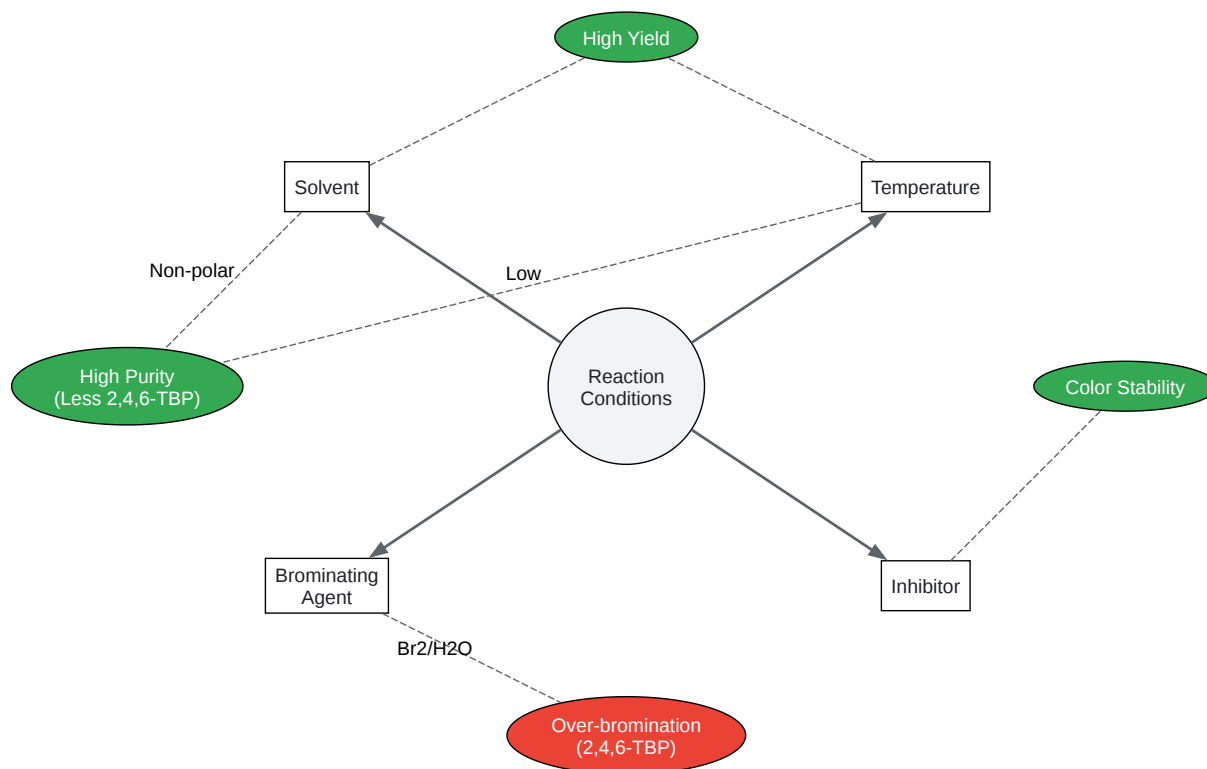 High Yield
Solvent
Temperature
Non-polar
Low
High Purity
(Less 2,4,6-TBP)
Reaction
Conditions
Color Stability
Brominating
Agent
Inhibitor
Br2/H2O
Over-bromination
(2,4,6-TBP)